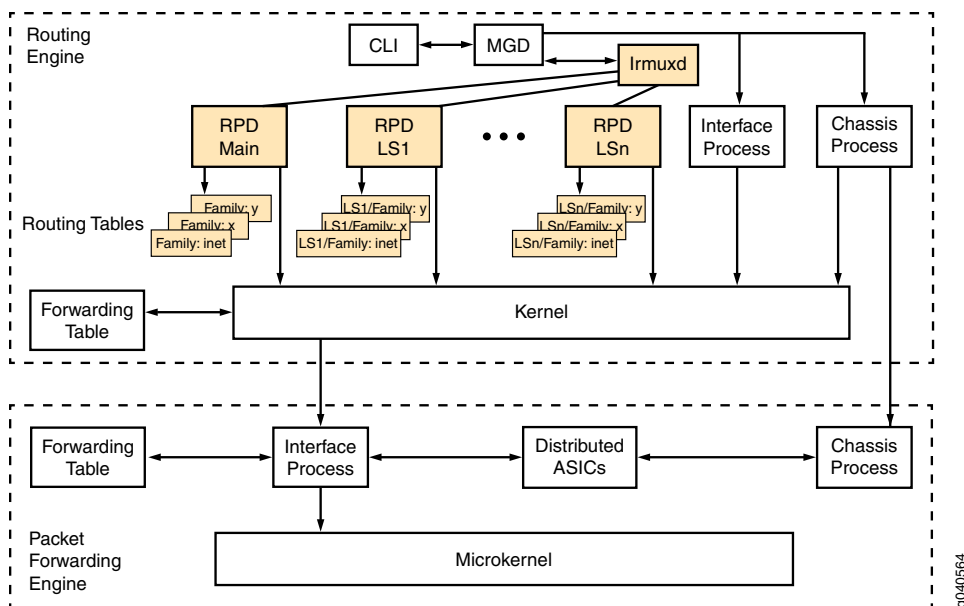 Routing
Engine
CLI
MGD
lrmuxd
RPD
Main
RPD
LS1
• • •
RPD
LSn
Interface
Process
Chassis
Process
Routing Tables
Family: y
Family: x
Family: inet
LS1/Family: y
LS1/Family: x
LS1/Family: inet
LSn/Family: y
LSn/Family: x
LSn/Family: inet
Forwarding
Table
Kernel
Forwarding
Table
Interface
Process
Distributed
ASICs
Chassis
Process
Packet
Forwarding
Engine
Microkernel
g040564